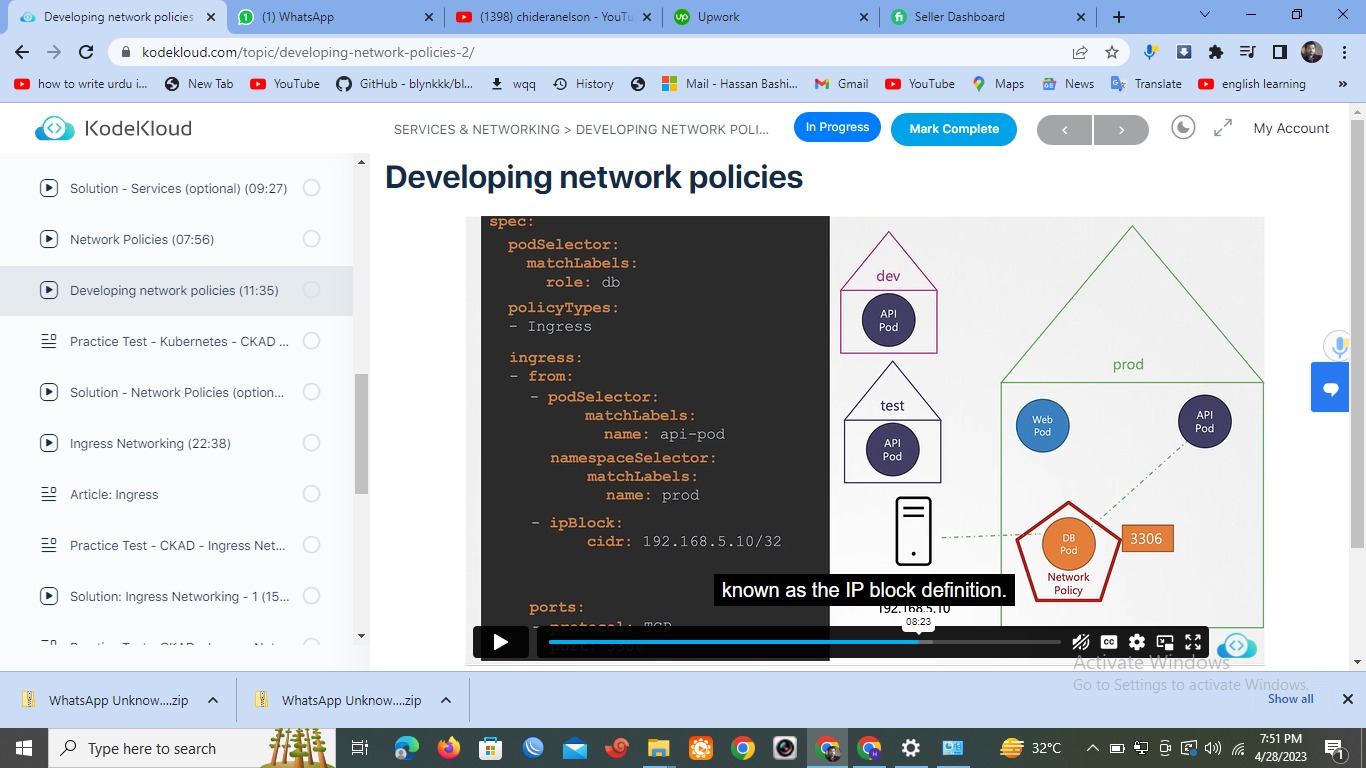 Developing network policies
(1) WhatsApp
(1398) chideranelson - YouTu
Upwork
Seller Dashboard
kodekloud.com/topic/developing-network-policies-2/
how to write urdu i...
New Tab
YouTube
GitHub - blynkkk/bl...
wqq
History
Mail - Hassan Bashi...
Gmail
YouTube
Maps
News
Translate
english learning
»
KodeKloud
SERVICES & NETWORKING > DEVELOPING NETWORK POLI...
In Progress
Mark Complete
<
>
My Account
Solution - Services (optional) (09:27)
Network Policies (07:56)
Developing network policies (11:35)
Practice Test - Kubernetes - CKAD ...
Solution - Network Policies (option...
Ingress Networking (22:38)
Article: Ingress
Practice Test - CKAD - Ingress Net...
Solution: Ingress Networking - 1 (15...
Developing network policies
spec:
podSelector:
matchLabels:
role: db
policyTypes:
- Ingress
ingress:
- from:
- podSelector:
matchLabels:
name: api-pod
namespaceSelector:
matchLabels:
name: prod
- ipBlock:
cidr: 192.168.5.10/32
ports:
- protocol: TCP
port: 3306
dev
API
Pod
test
API
Pod
prod
Web
Pod
API
Pod
DB
Pod
Network
Policy
3306
known as the IP block definition.
192.168.5.10
08:23
CC
Activate Windows
Go to Settings to activate Windows.
WhatsApp Unknow....zip
WhatsApp Unknow....zip
Show all
Type here to search
32°C
7:51 PM
4/28/2023
1